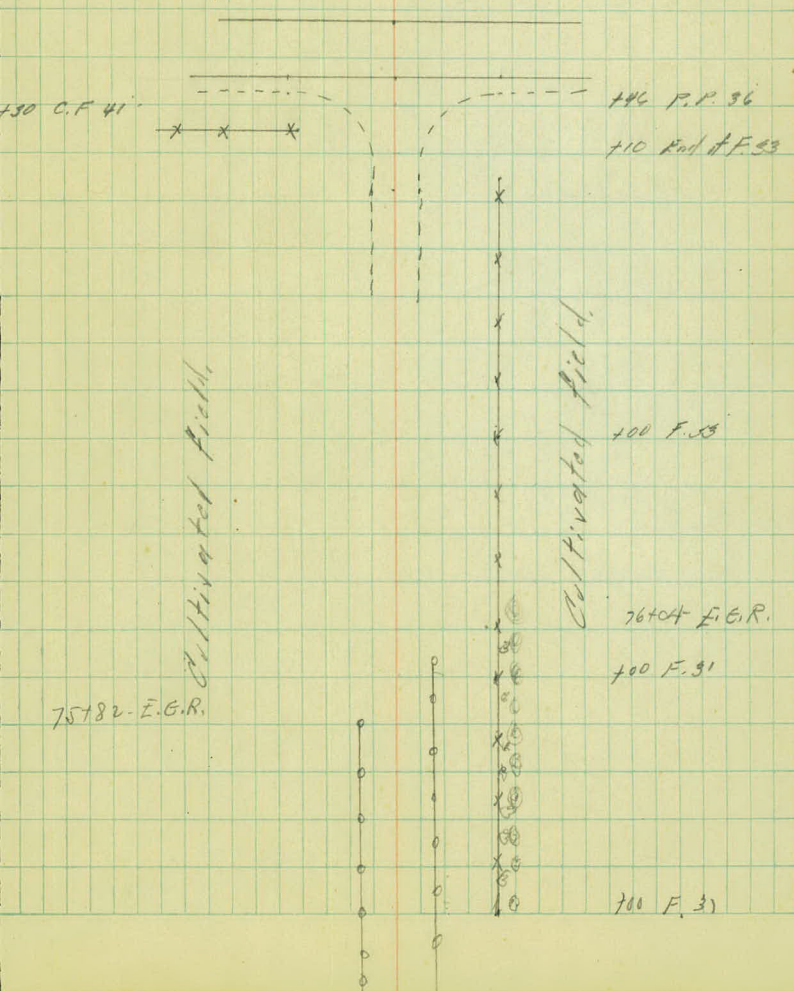 +30 C.F 41
+46 P.P. 36
+10 End of F. 33
Cultivated Field.
Cultivated Field.
+00 F. 33
76+04 E.G.R.
+00 F. 31
75+82 - E.G.R.
+00 F. 31